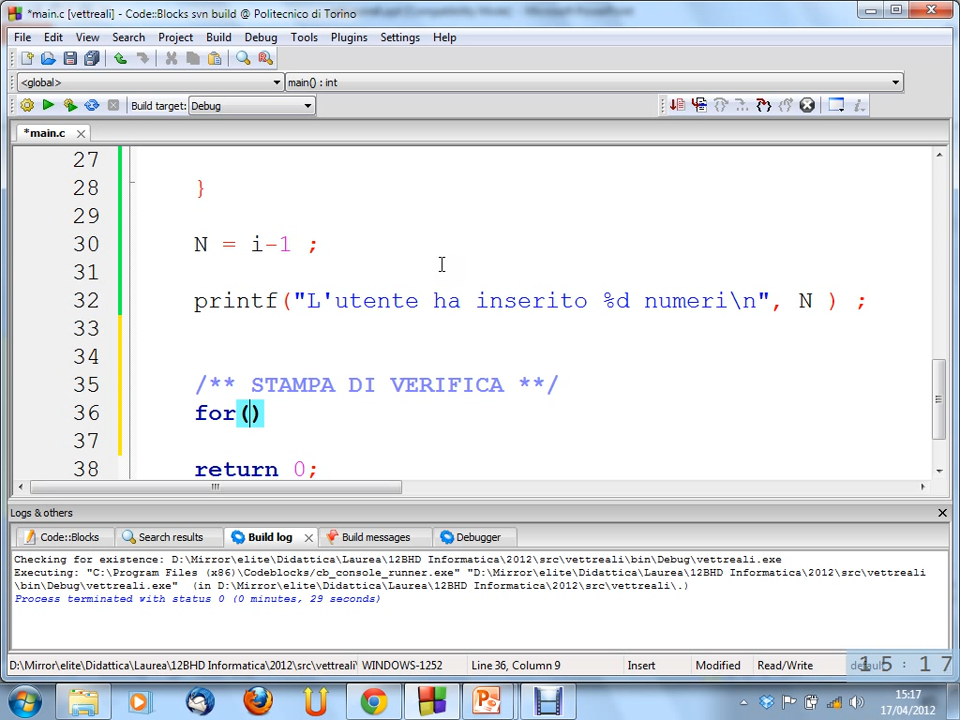 *main.c [vettreali] - Code::Blocks svn build @ Politecnico di Torino
File Edit View Search Project Build Debug Tools Plugins Settings Help
<global> main() : int
Build target: Debug
*main.c
27
28 }
29
30 N = i-1 ;
31
32 printf("L'utente ha inserito %d numeri\n", N ) ;
33
34
35 /** STAMPA DI VERIFICA **/
36 for()
37
38 return 0;
Logs & others
Code::Blocks Search results Build log Build messages Debugger
Checking for existence: D:\Mirror\elite\Didattica\Laurea\12BHD Informatica\2012\src\vettreali\bin\Debug\vettreali.exe
Executing: "C:\Program Files (x86)\Codeblocks/cb_console_runner.exe" "D:\Mirror\elite\Didattica\Laurea\12BHD Informatica\2012\src\vettreali
\bin\Debug\vettreali.exe" (in D:\Mirror\elite\Didattica\Laurea\12BHD Informatica\2012\src\vettreali\.)
Process terminated with status 0 (0 minutes, 29 seconds)
D:\Mirror\elite\Didattica\Laurea\12BHD Informatica\2012\src\vettreali\ WINDOWS-1252 Line 36, Column 9 Insert Modified Read/Write default
15:17
15:17
17/04/2012